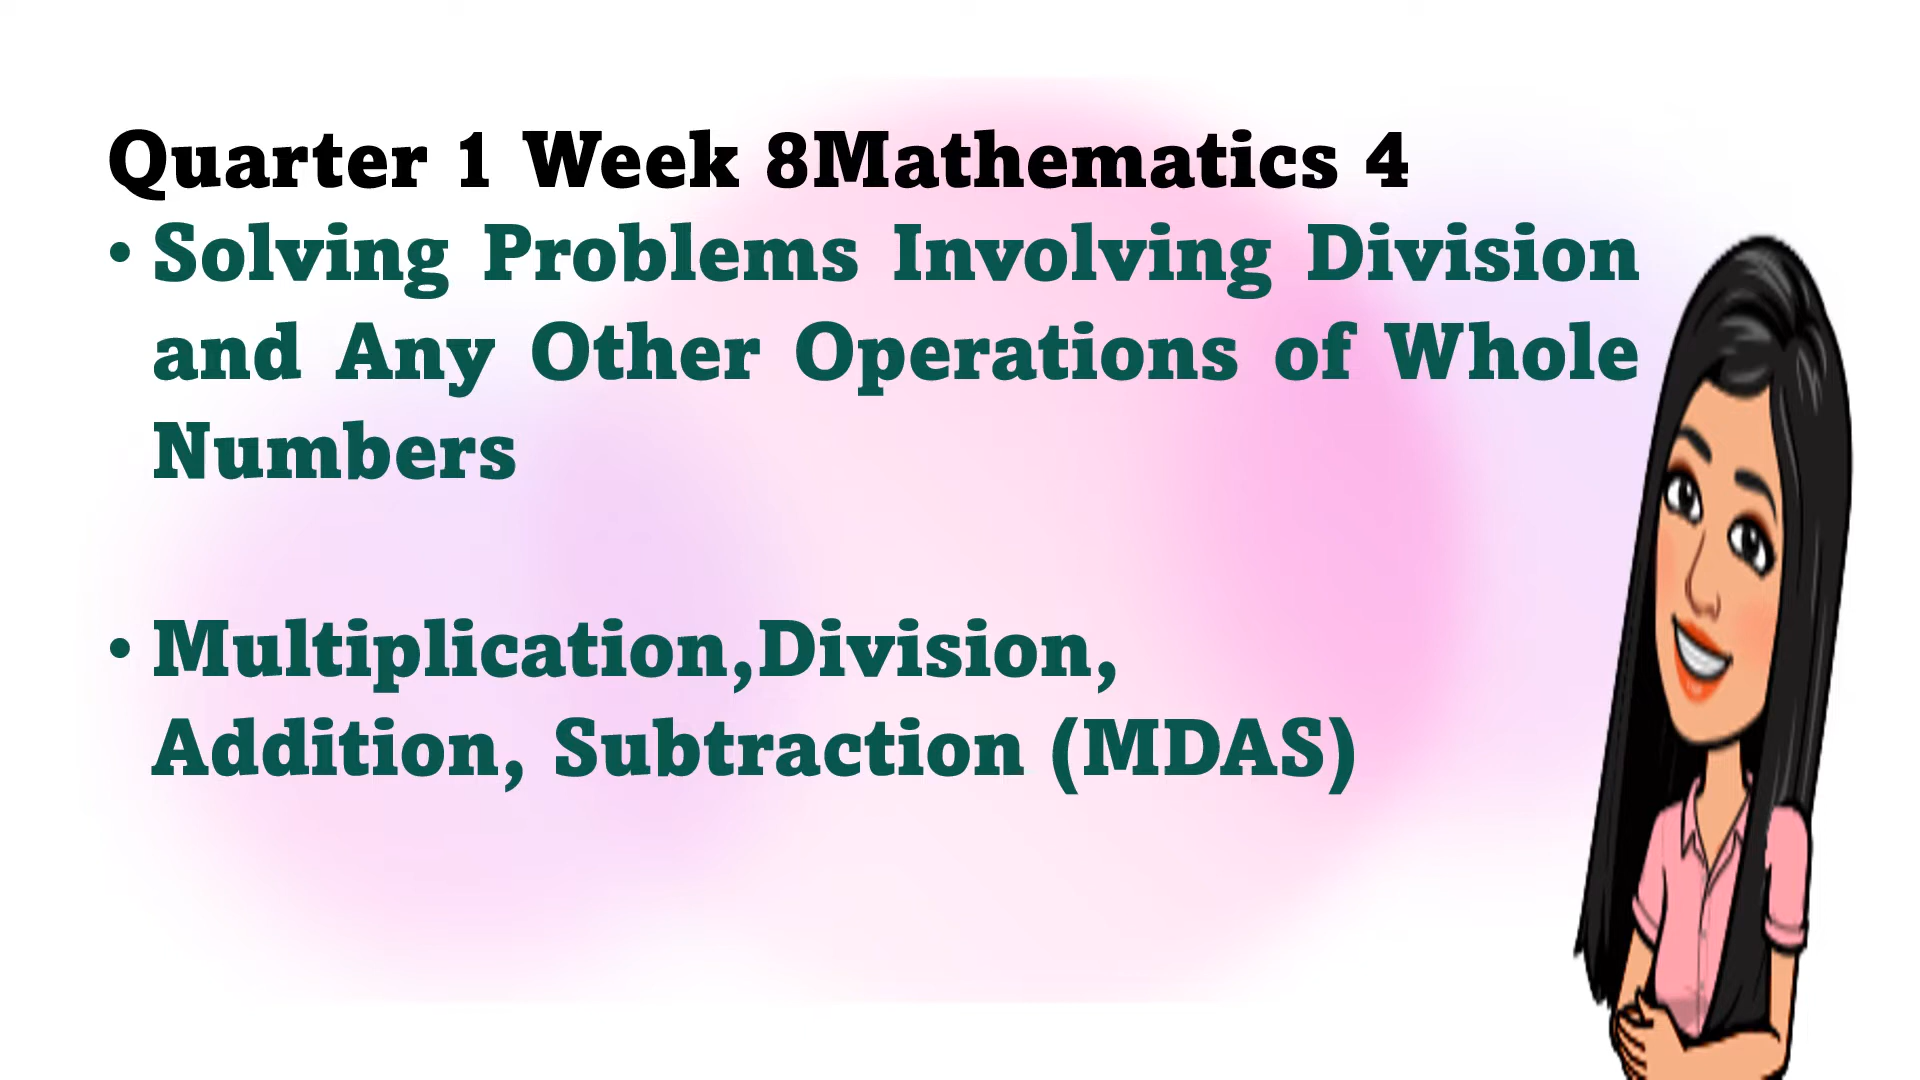 Quarter 1 Week 8Mathematics 4
• Solving Problems Involving Division
and Any Other Operations of Whole
Numbers
• Multiplication,Division,
Addition, Subtraction (MDAS)